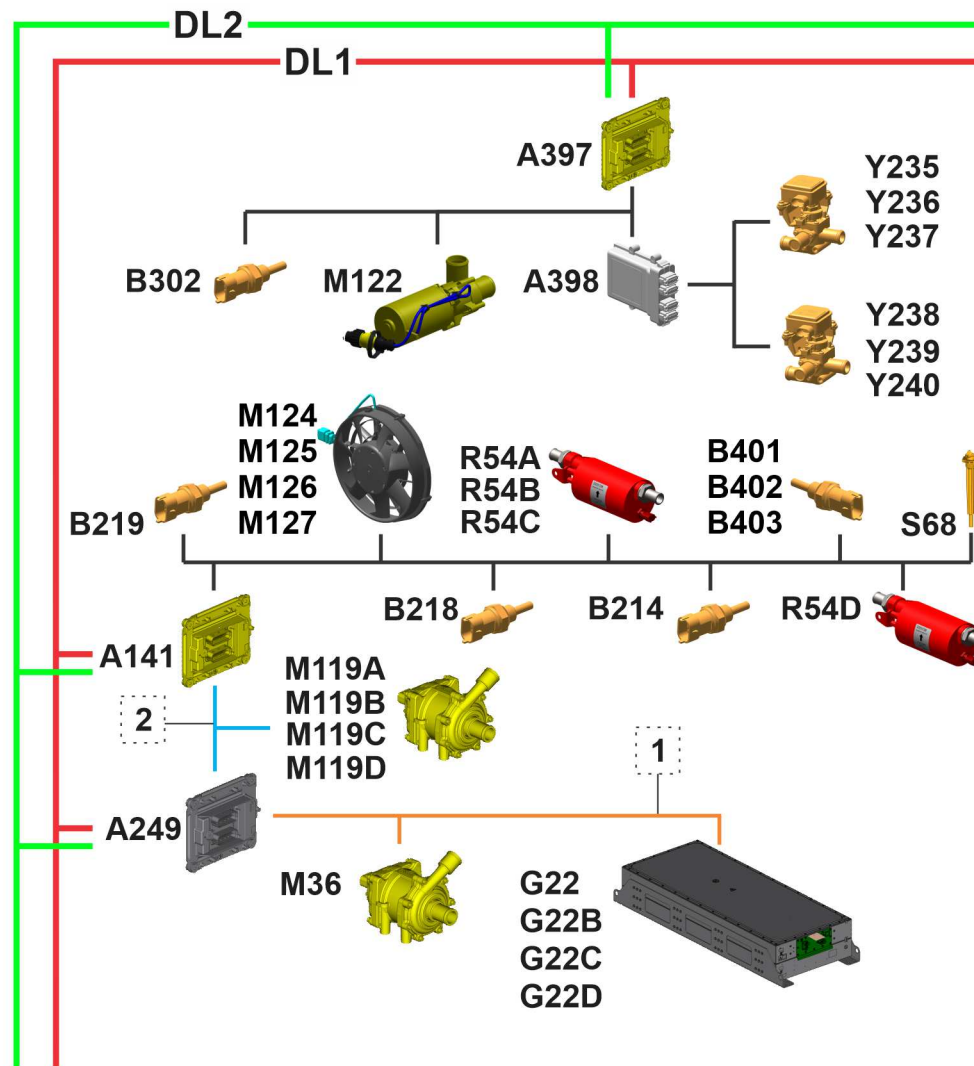 DL2
DL1
A397
Y235
Y236
Y237
B302
M122
A398
Y238
Y239
Y240
M124
M125
M126
M127
R54A
R54B
R54C
B401
B402
B403
B219
S68
B218
B214
R54D
A141
M119A
M119B
M119C
M119D
2
1
A249
M36
G22
G22B
G22C
G22D